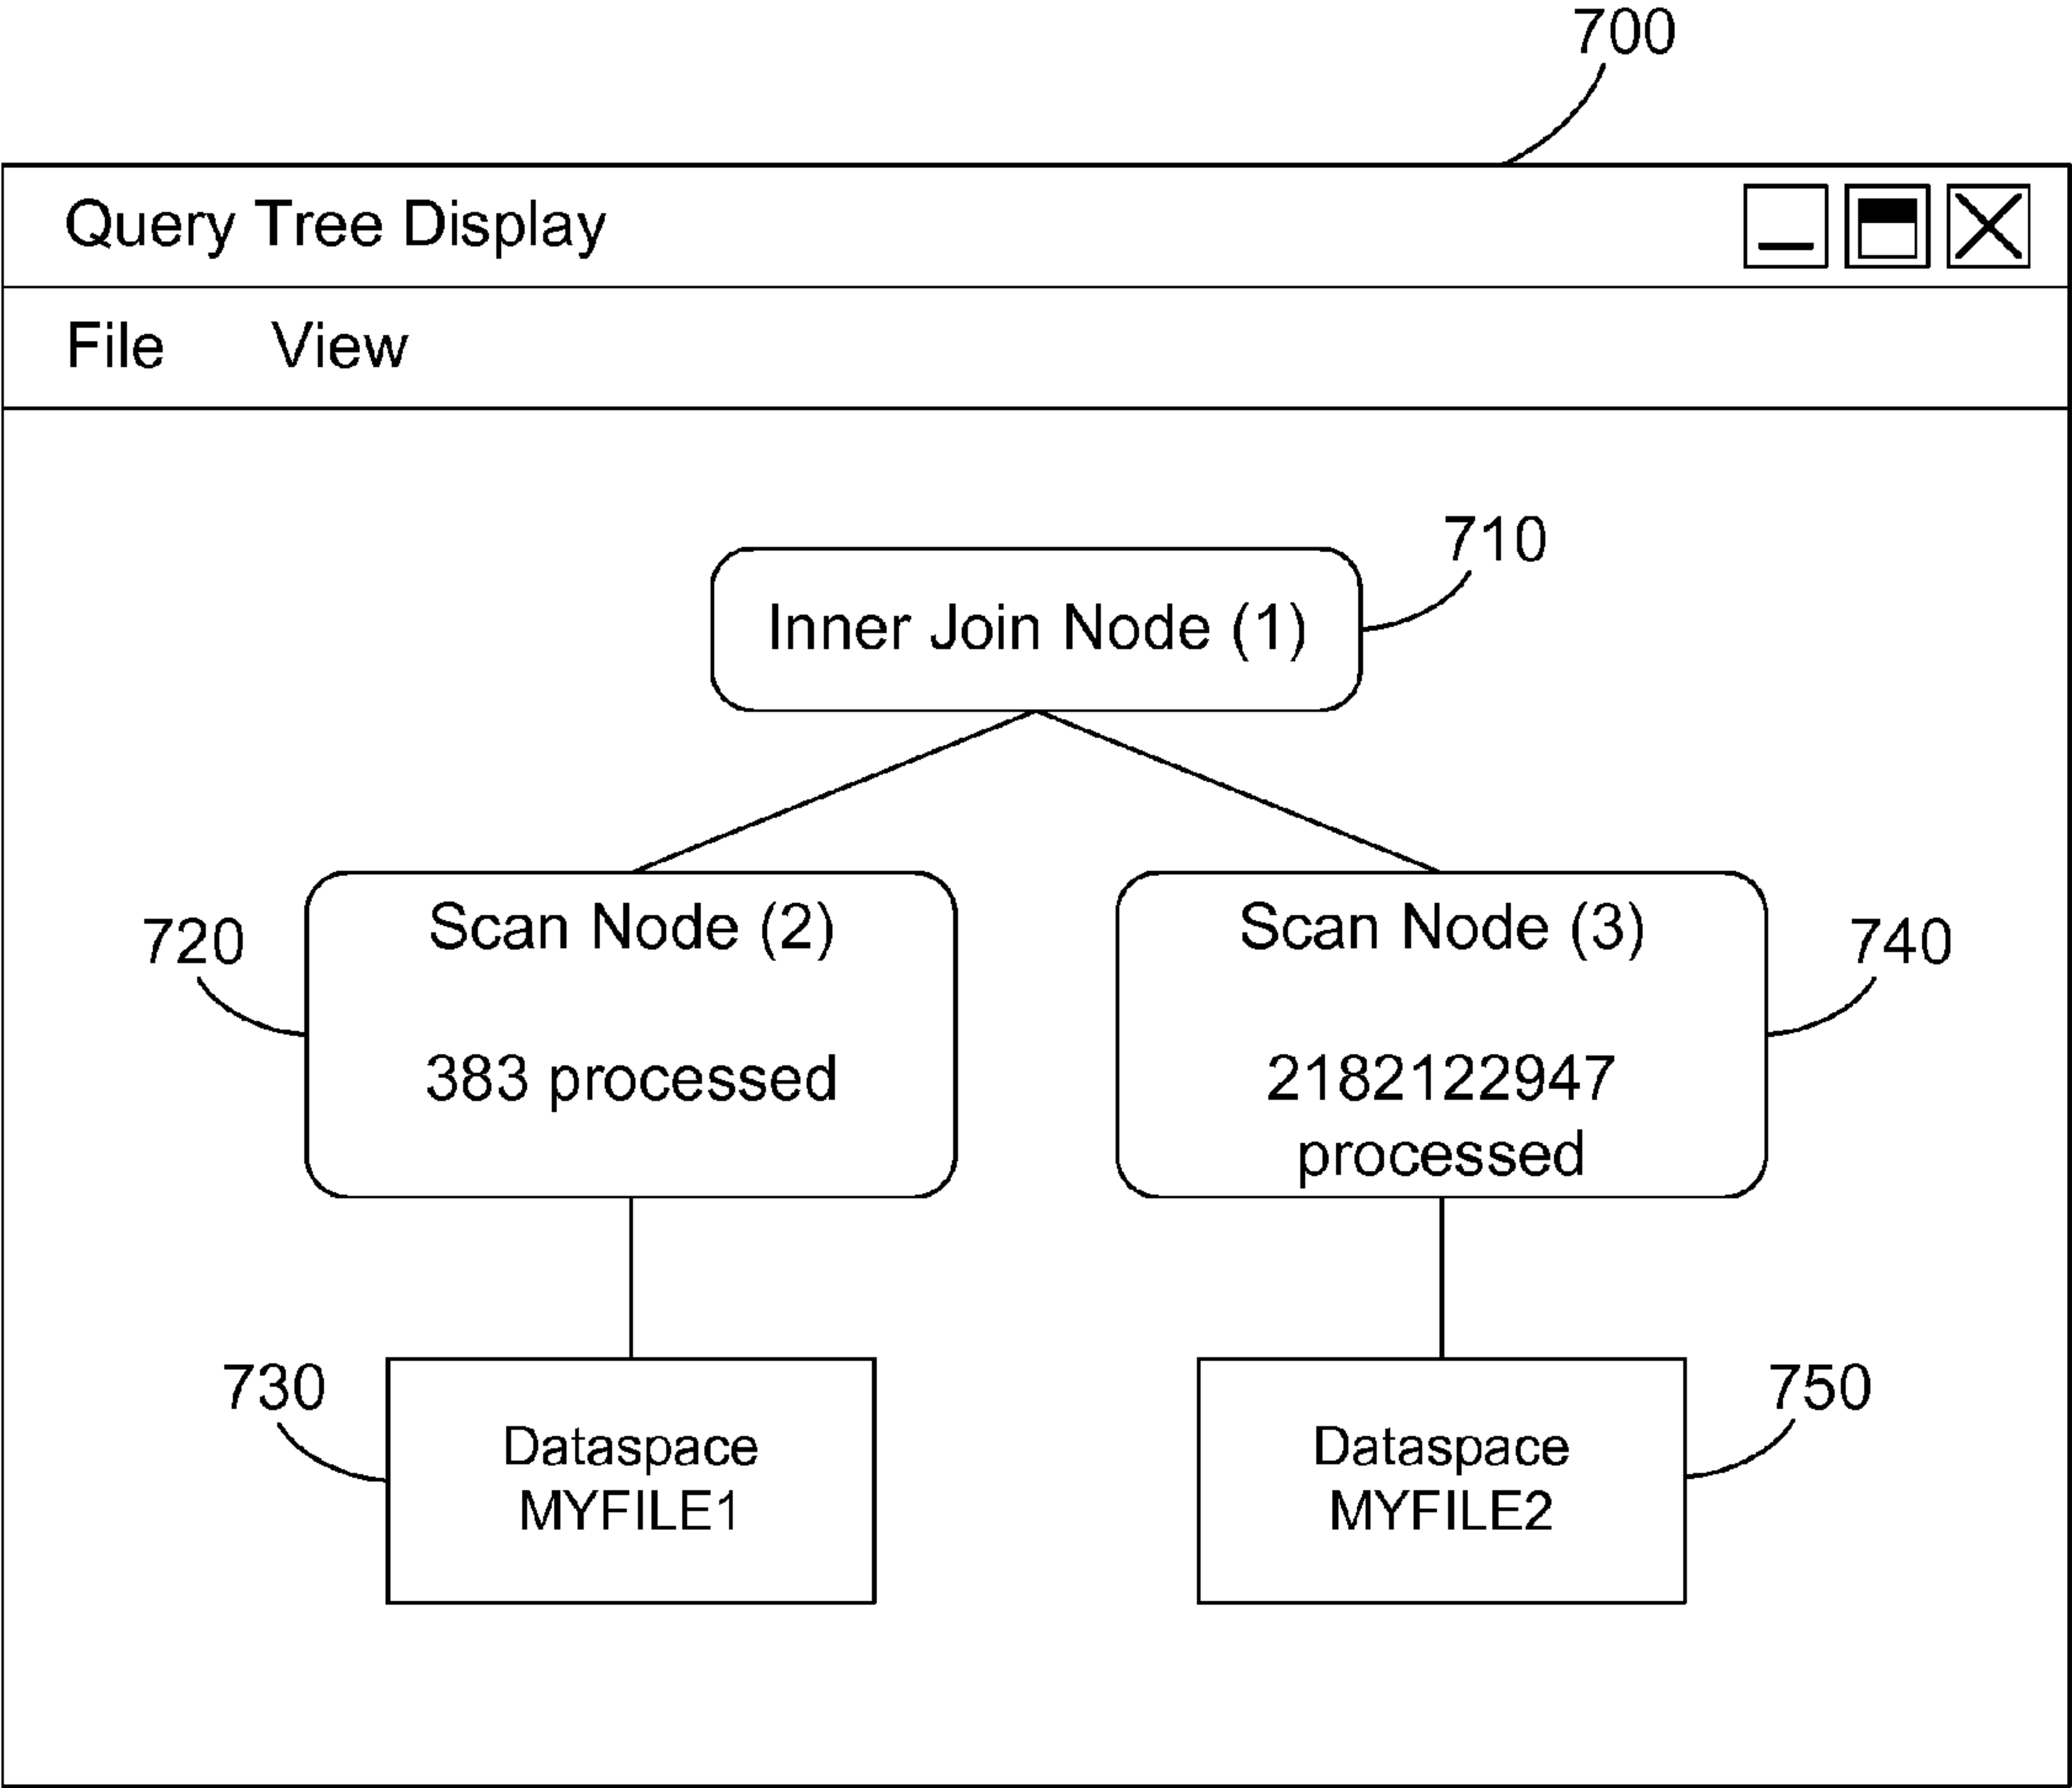 700
Query Tree Display
File View
710
Inner Join Node (1)
720
Scan Node (2)
383 processed
Scan Node (3)
2182122947
processed
740
730
Dataspace
MYFILE1
Dataspace
MYFILE2
750